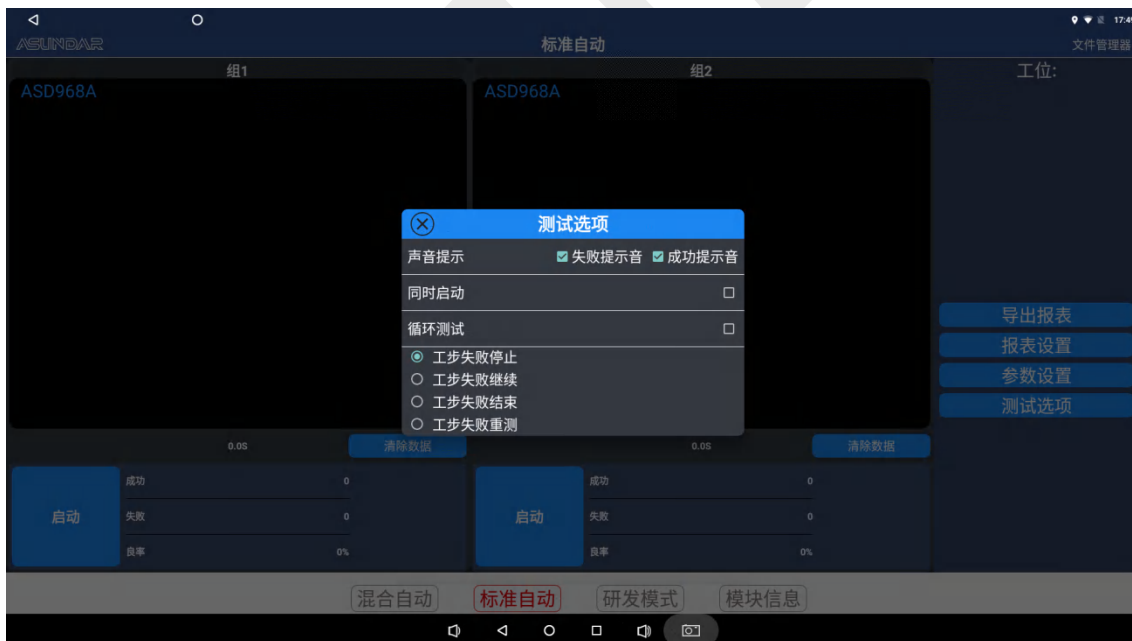 17:49
ASUNDAR
标准自动
文件管理器
组1
组2
工位:
ASD968A
ASD968A
测试选项
声音提示
失败提示音
成功提示音
同时启动
循环测试
工步失败停止
工步失败继续
工步失败结束
工步失败重测
导出报表
报表设置
参数设置
测试选项
0.0S
清除数据
0.0S
清除数据
启动
成功 0
失败 0
良率 0%
启动
成功 0
失败 0
良率 0%
混合自动
标准自动
研发模式
模块信息